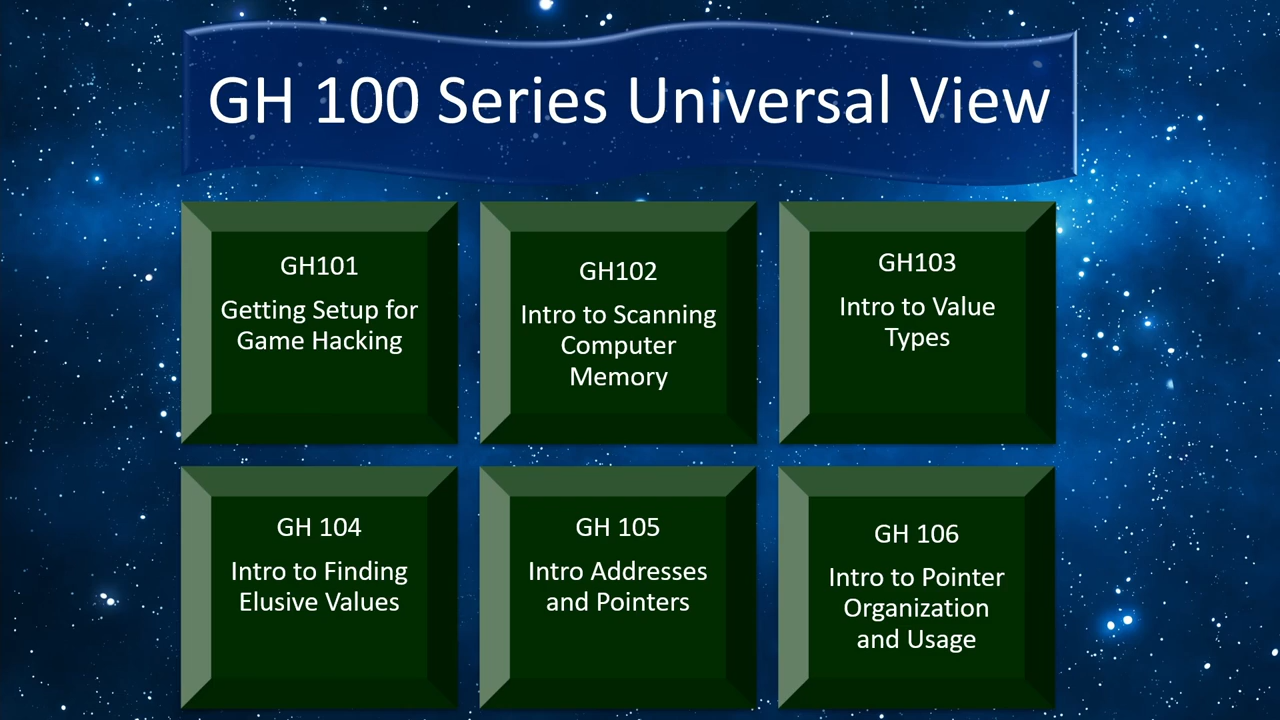 GH 100 Series Universal View
GH101
Getting Setup for
Game Hacking
GH102
Intro to Scanning
Computer
Memory
GH103
Intro to Value
Types
GH 104
Intro to Finding
Elusive Values
GH 105
Intro Addresses
and Pointers
GH 106
Intro to Pointer
Organization
and Usage